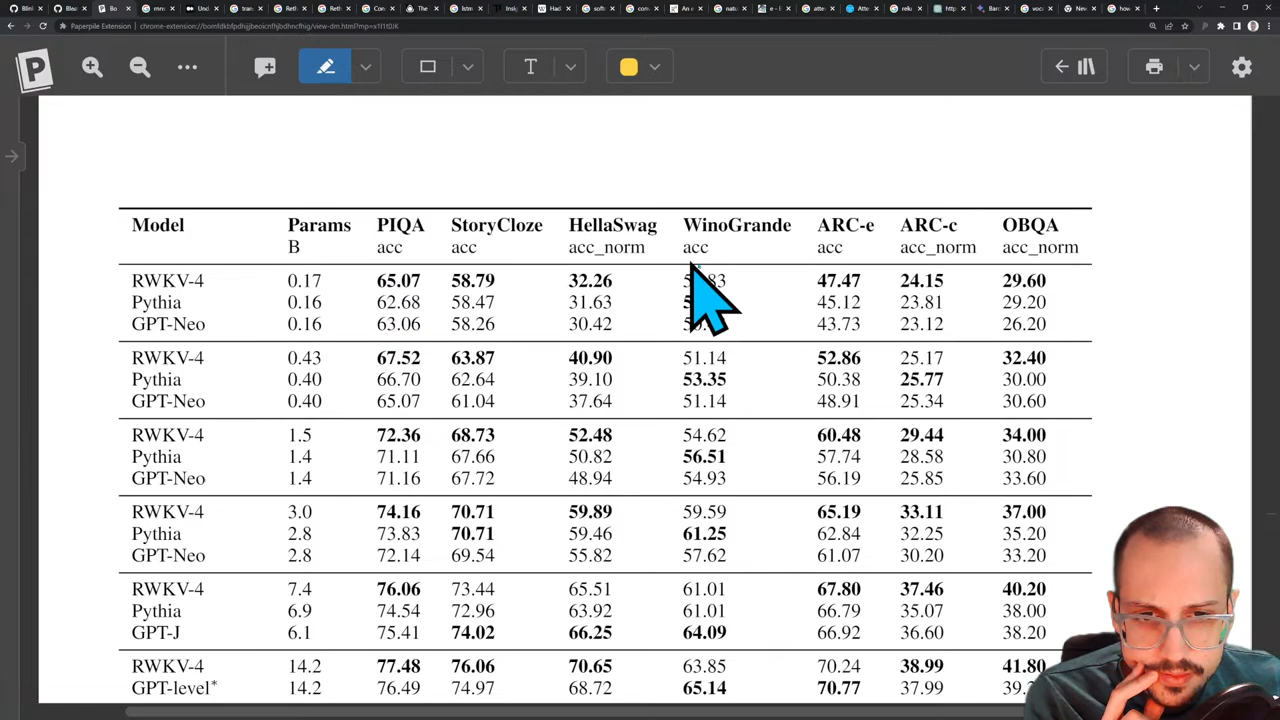 Paperpile Extension | chrome-extension://bomfdkbfpdhijjbeoicnfhjbdhncfhig/view-dm.html?mp=x1I1t0JK
P T
Model Params PIQA StoryCloze HellaSwag WinoGrande ARC-e ARC-c OBQA
B acc acc acc_norm acc acc acc_norm acc_norm
RWKV-4 0.17 65.07 58.79 32.26 47.47 24.15 29.60
Pythia 0.16 62.68 58.47 31.63 45.12 23.81 29.20
GPT-Neo 0.16 63.06 58.26 30.42 43.73 23.12 26.20
RWKV-4 0.43 67.52 63.87 40.90 51.14 52.86 25.17 32.40
Pythia 0.40 66.70 62.64 39.10 53.35 50.38 25.77 30.00
GPT-Neo 0.40 65.07 61.04 37.64 51.14 48.91 25.34 30.60
RWKV-4 1.5 72.36 68.73 52.48 54.62 60.48 29.44 34.00
Pythia 1.4 71.11 67.66 50.82 56.51 57.74 28.58 30.80
GPT-Neo 1.4 71.16 67.72 48.94 54.93 56.19 25.85 33.60
RWKV-4 3.0 74.16 70.71 59.89 59.59 65.19 33.11 37.00
Pythia 2.8 73.83 70.71 59.46 61.25 62.84 32.25 35.20
GPT-Neo 2.8 72.14 69.54 55.82 57.62 61.07 30.20 33.20
RWKV-4 7.4 76.06 73.44 65.51 61.01 67.80 37.46 40.20
Pythia 6.9 74.54 72.96 63.92 61.01 66.79 35.07 38.00
GPT-J 6.1 75.41 74.02 66.25 64.09 66.92 36.60 38.20
RWKV-4 14.2 77.48 76.06 70.65 63.85 70.24 38.99 41.80
GPT-level* 14.2 76.49 74.97 68.72 65.14 70.77 37.99